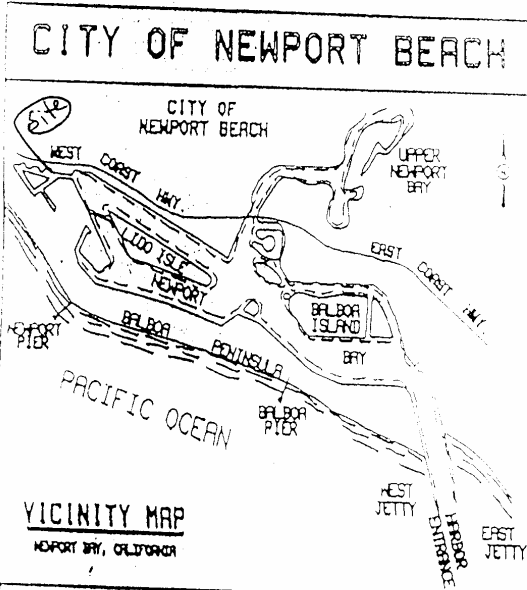 CITY OF NEWPORT BEACH
Site
CITY OF
NEWPORT BEACH
WEST COAST HWY
UPPER
NEWPORT
BAY
LIDO ISLE
EAST COAST HWY
NEWPORT
BALBOA
ISLAND
BAY
NEWPORT
PIER
BALBOA PENINSULA
BALBOA
PIER
PACIFIC OCEAN
WEST
JETTY
HARBOR
ENTRANCE
EAST
JETTY
VICINITY MAP
NEWPORT BAY, CALIFORNIA